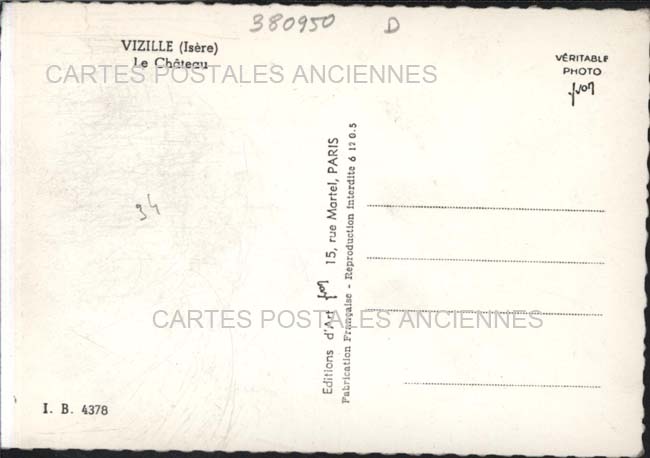 380950 D
VIZILLE (Isère)
Le Château
CARTES POSTALES ANCIENNES
VÉRITABLE
PHOTO
yvon
34
Editions d'Art yvon 15, rue Martel, PARIS
Fabrication Française - Reproduction interdite 6 12 0.5
CARTES POSTALES ANCIENNES
I. B. 4378